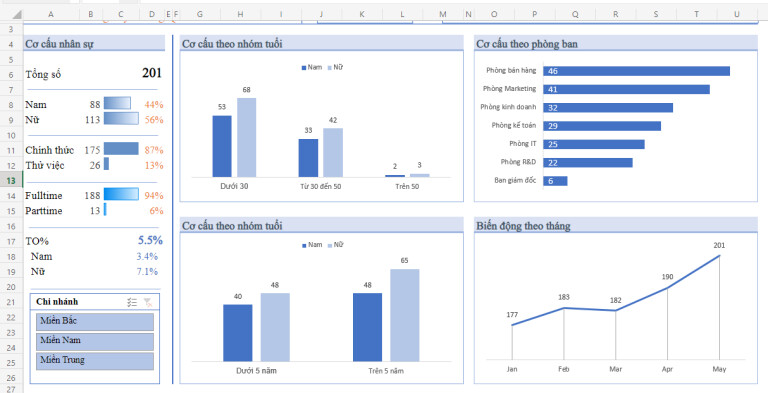 A B C D E F G H I J K L M N O P Q R S T U
3
4
5
6
7
8
9
10
11
12
13
14
15
16
17
18
19
20
21
22
23
24
25
26
27
Cơ cấu nhân sự
Tổng số 201
Nam 88 44%
Nữ 113 56%
Chính thức 175 87%
Thử việc 26 13%
Fulltime 188 94%
Parttime 13 6%
TO% 5.5%
Nam 3.4%
Nữ 7.1%
Chi nhánh
Miền Bắc
Miền Nam
Miền Trung
Cơ cấu theo nhóm tuổi
Nam Nữ
53 68
33 42
2 3
Dưới 30 Từ 30 đến 50 Trên 50
Cơ cấu theo phòng ban
Phòng bán hàng 46
Phòng Marketing 41
Phòng kinh doanh 32
Phòng kế toán 29
Phòng IT 25
Phòng R&D 22
Ban giám đốc 6
Cơ cấu theo nhóm tuổi
Nam Nữ
40 48
48 65
Dưới 5 năm Trên 5 năm
Biến động theo tháng
177 183 182 190 201
Jan Feb Mar Apr May